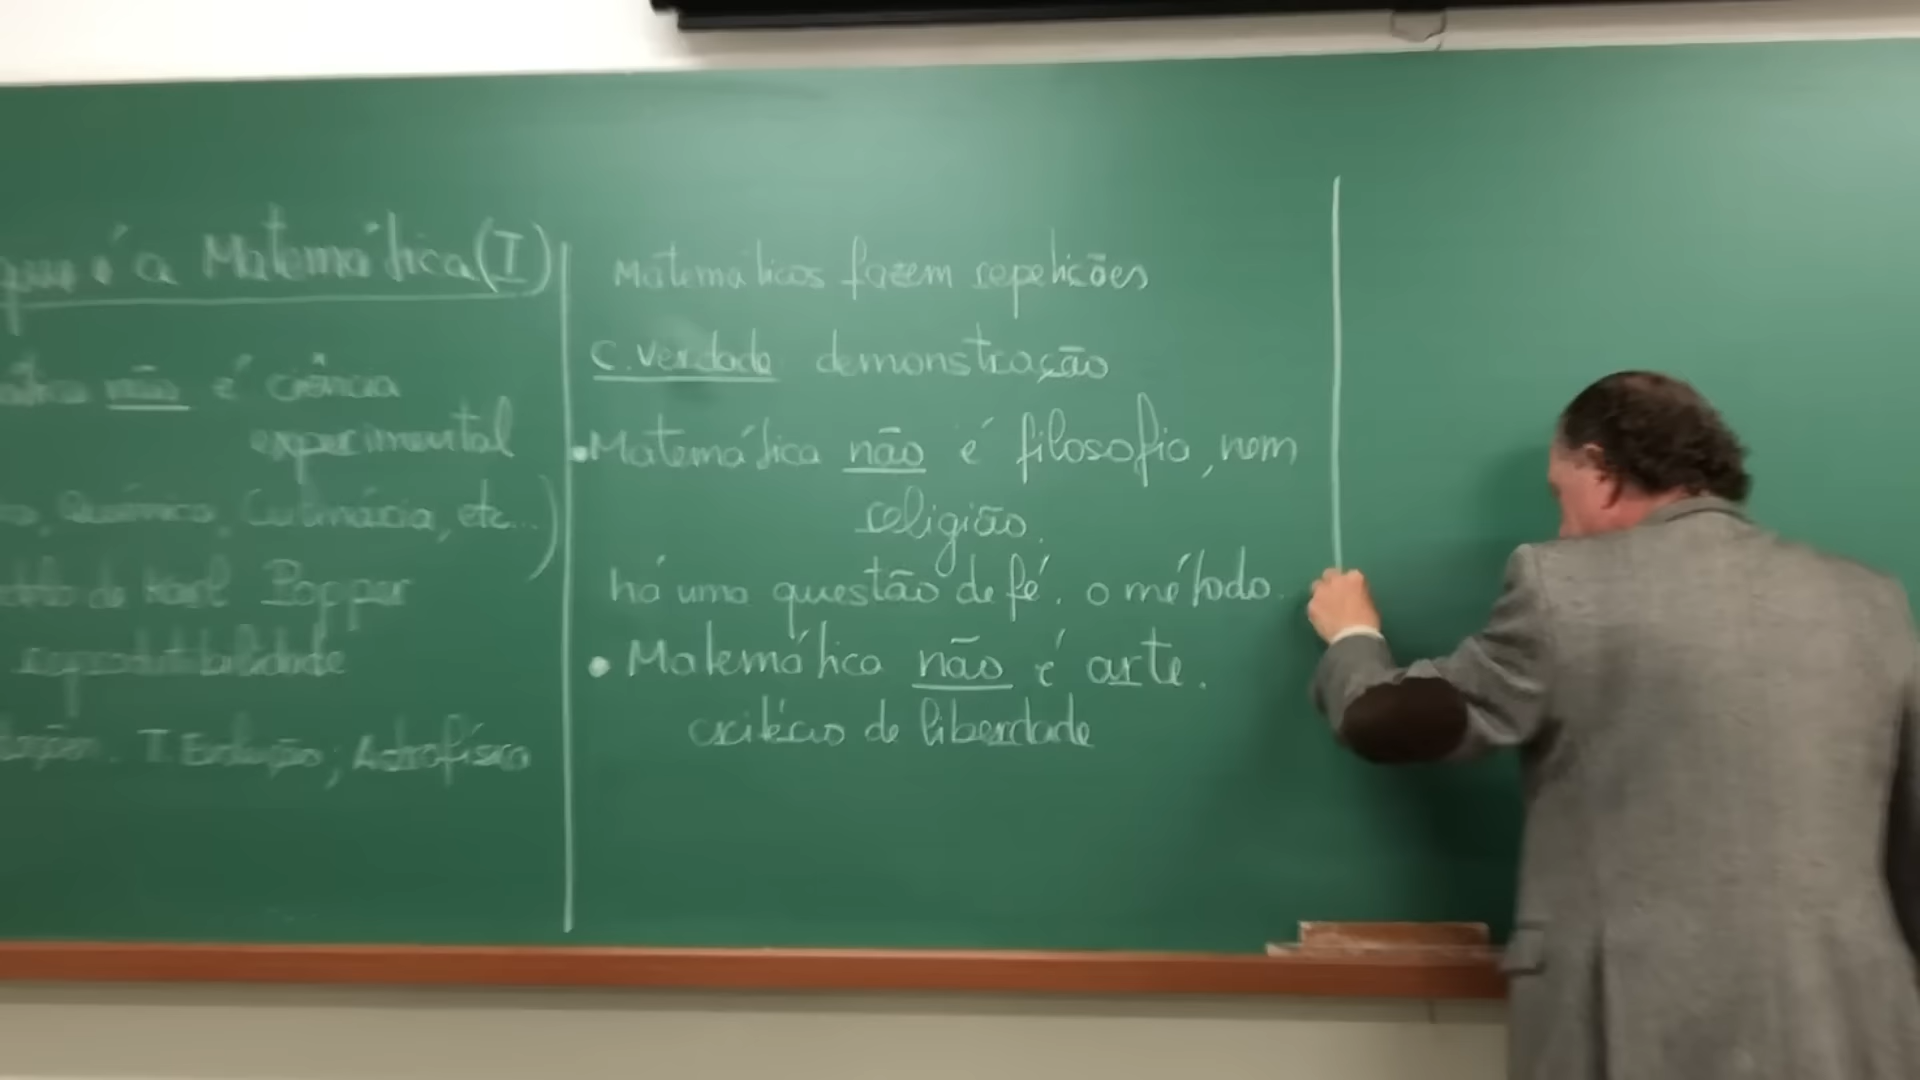 que é a Matemática (I)
não é ciência
experimental
Química, Culinária, etc...)
de Karl Popper
reprodutibilidade
T. Evolução; Astrofísica
Matemáticos fazem repetições
C. Verdade demonstração
• Matemática não é filosofia, nem
religião.
há uma questão de fé. o método.
• Matemática não é arte.
critério de liberdade